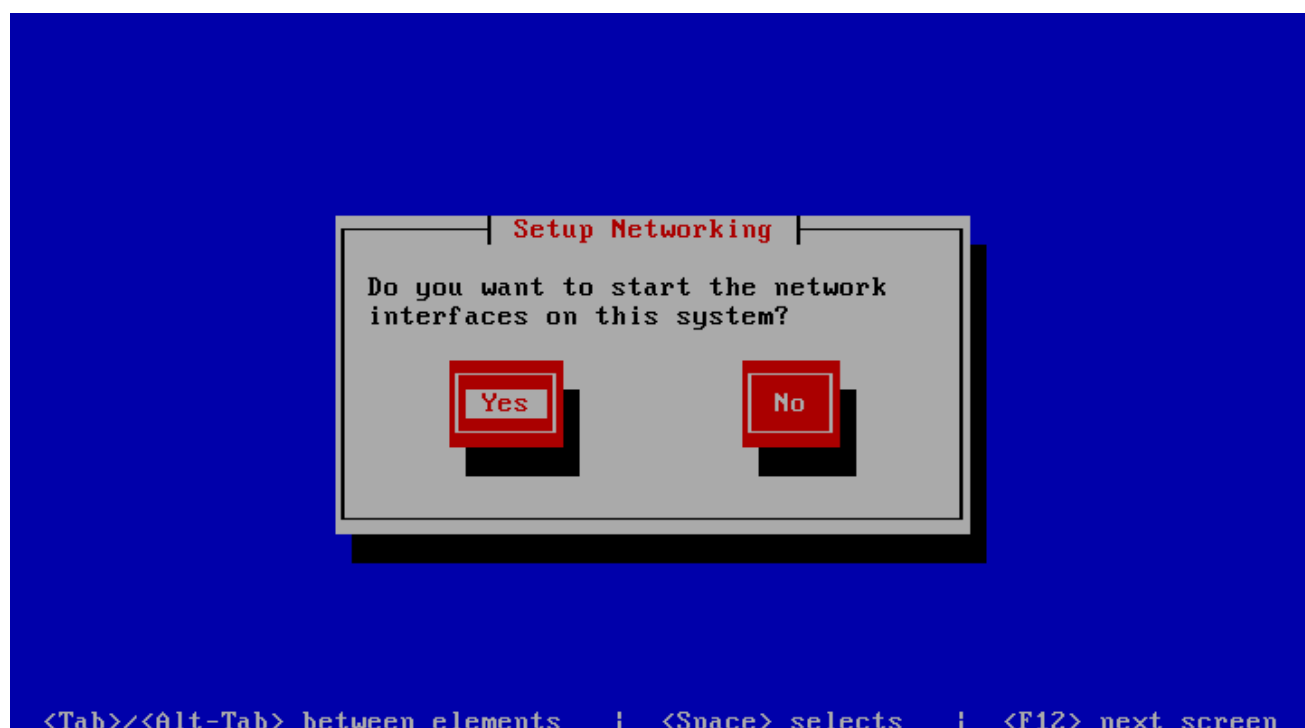 Setup Networking
Do you want to start the network
interfaces on this system?
Yes No
<Tab>/<Alt-Tab> between elements | <Space> selects | <F12> next screen